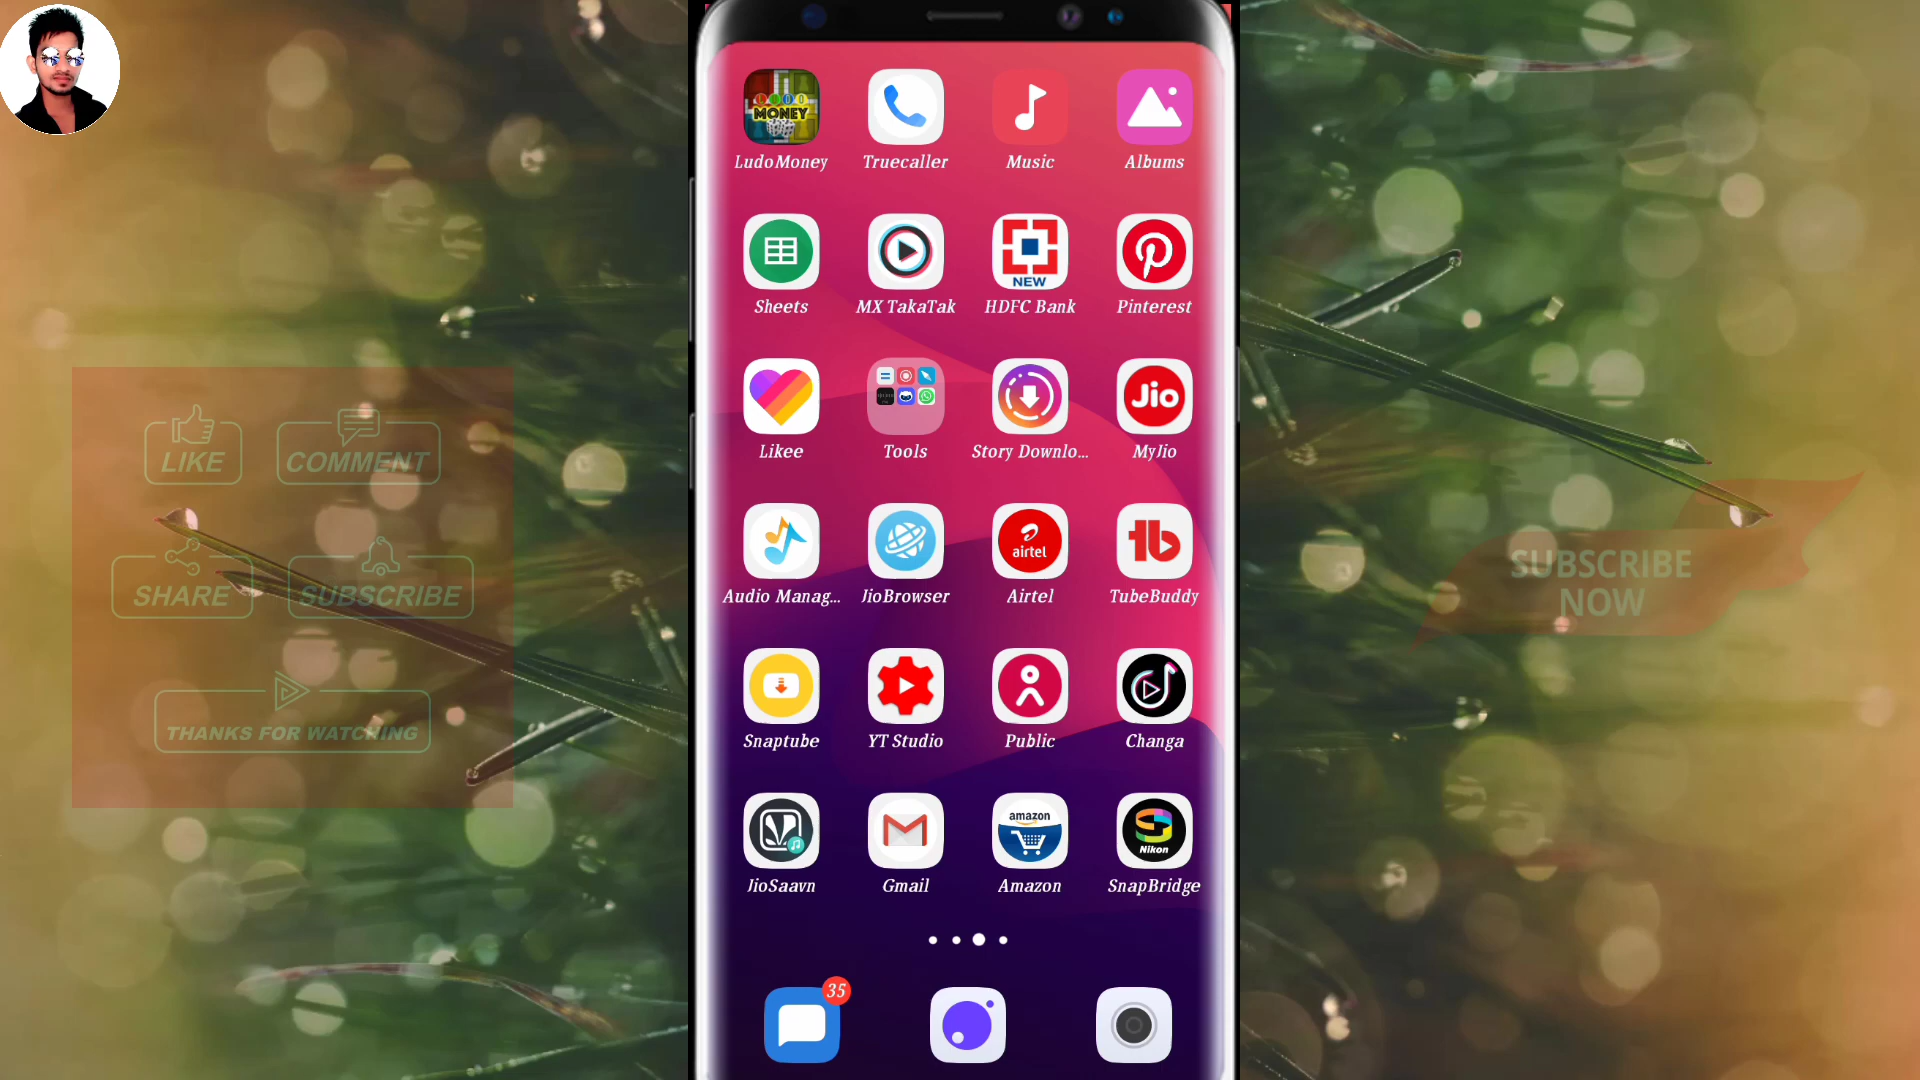 LUDO
MONEY
LudoMoney
Truecaller
Music
Albums
NEW
Sheets
MX TakaTak
HDFC Bank
Pinterest
Jio
Likee
Tools
Story Downlo...
MyJio
airtel
Audio Manag...
JioBrowser
Airtel
TubeBuddy
Snaptube
YT Studio
Public
Changa
amazon
Nikon
JioSaavn
Gmail
Amazon
SnapBridge
35
LIKE
COMMENT
SHARE
SUBSCRIBE
THANKS FOR WATCHING
SUBSCRIBE
NOW